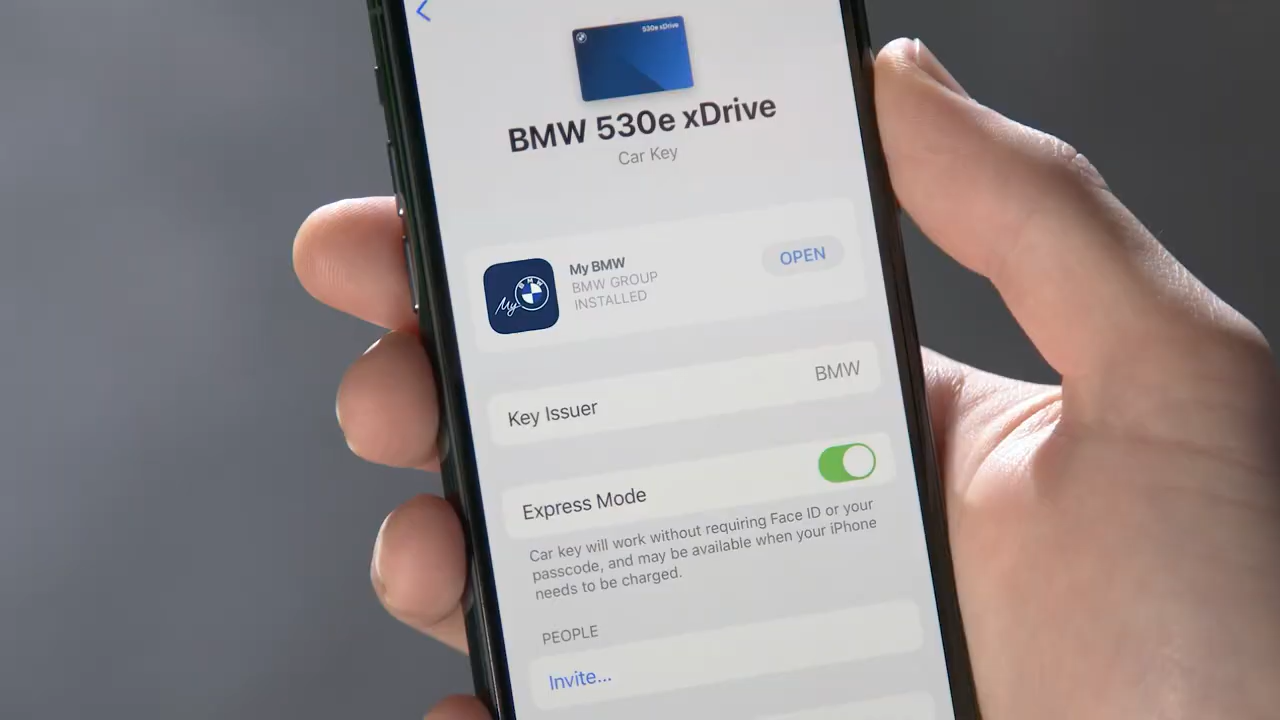 530e xDrive
BMW 530e xDrive
Car Key
My BMW
BMW GROUP
INSTALLED
OPEN
My
BMW
Key Issuer
BMW
Express Mode
Car key will work without requiring Face ID or your
passcode, and may be available when your iPhone
needs to be charged.
PEOPLE
Invite...